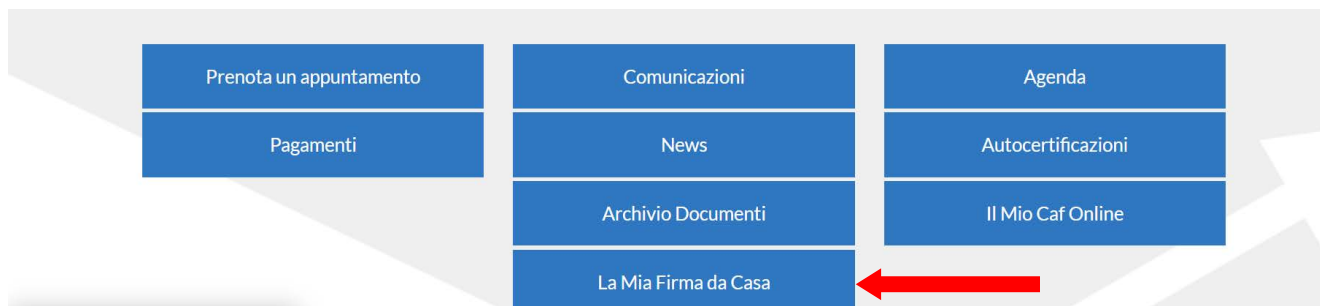 Prenota un appuntamento
Pagamenti
Comunicazioni
News
Archivio Documenti
La Mia Firma da Casa
Agenda
Autocertificazioni
Il Mio Caf Online